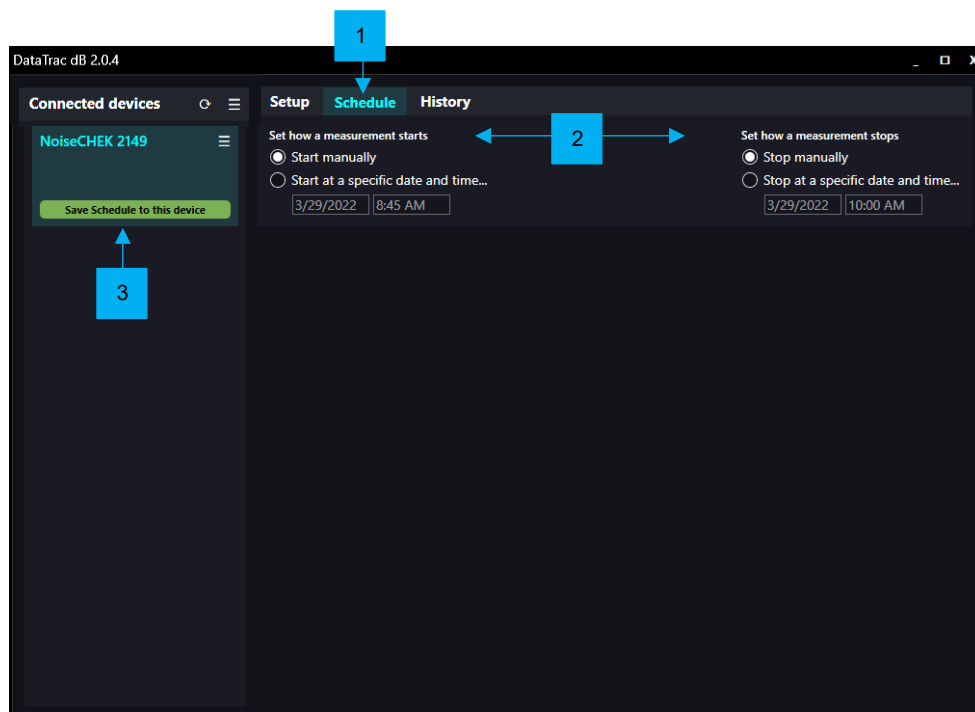 1
DataTrac dB 2.0.4
Connected devices
Setup Schedule History
NoiseCHEK 2149
Save Schedule to this device
Set how a measurement starts
Start manually
Start at a specific date and time...
3/29/2022 8:45 AM
2
Set how a measurement stops
Stop manually
Stop at a specific date and time...
3/29/2022 10:00 AM
3